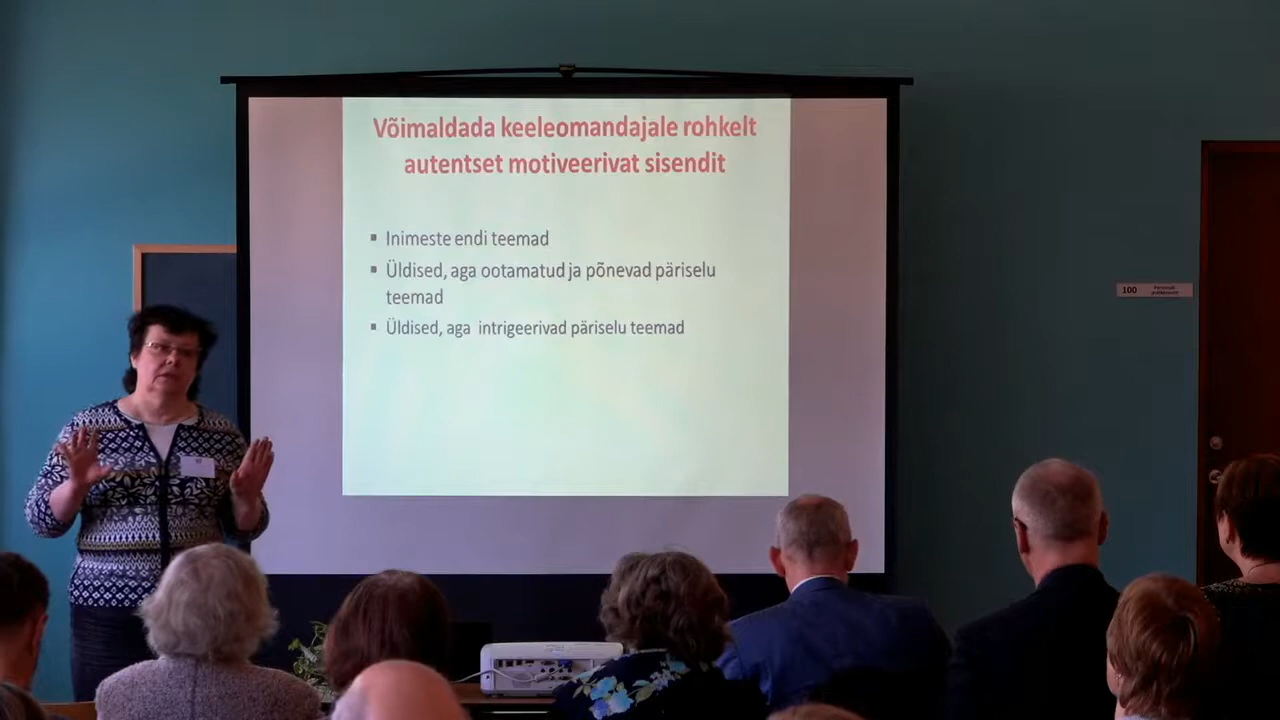 Võimaldada keeleomandajale rohkelt
autentset motiveerivat sisendit
▪ Inimeste endi teemad
▪ Üldised, aga ootamatud ja põnevad päriselu
teemad
▪ Üldised, aga intrigeerivad päriselu teemad
100